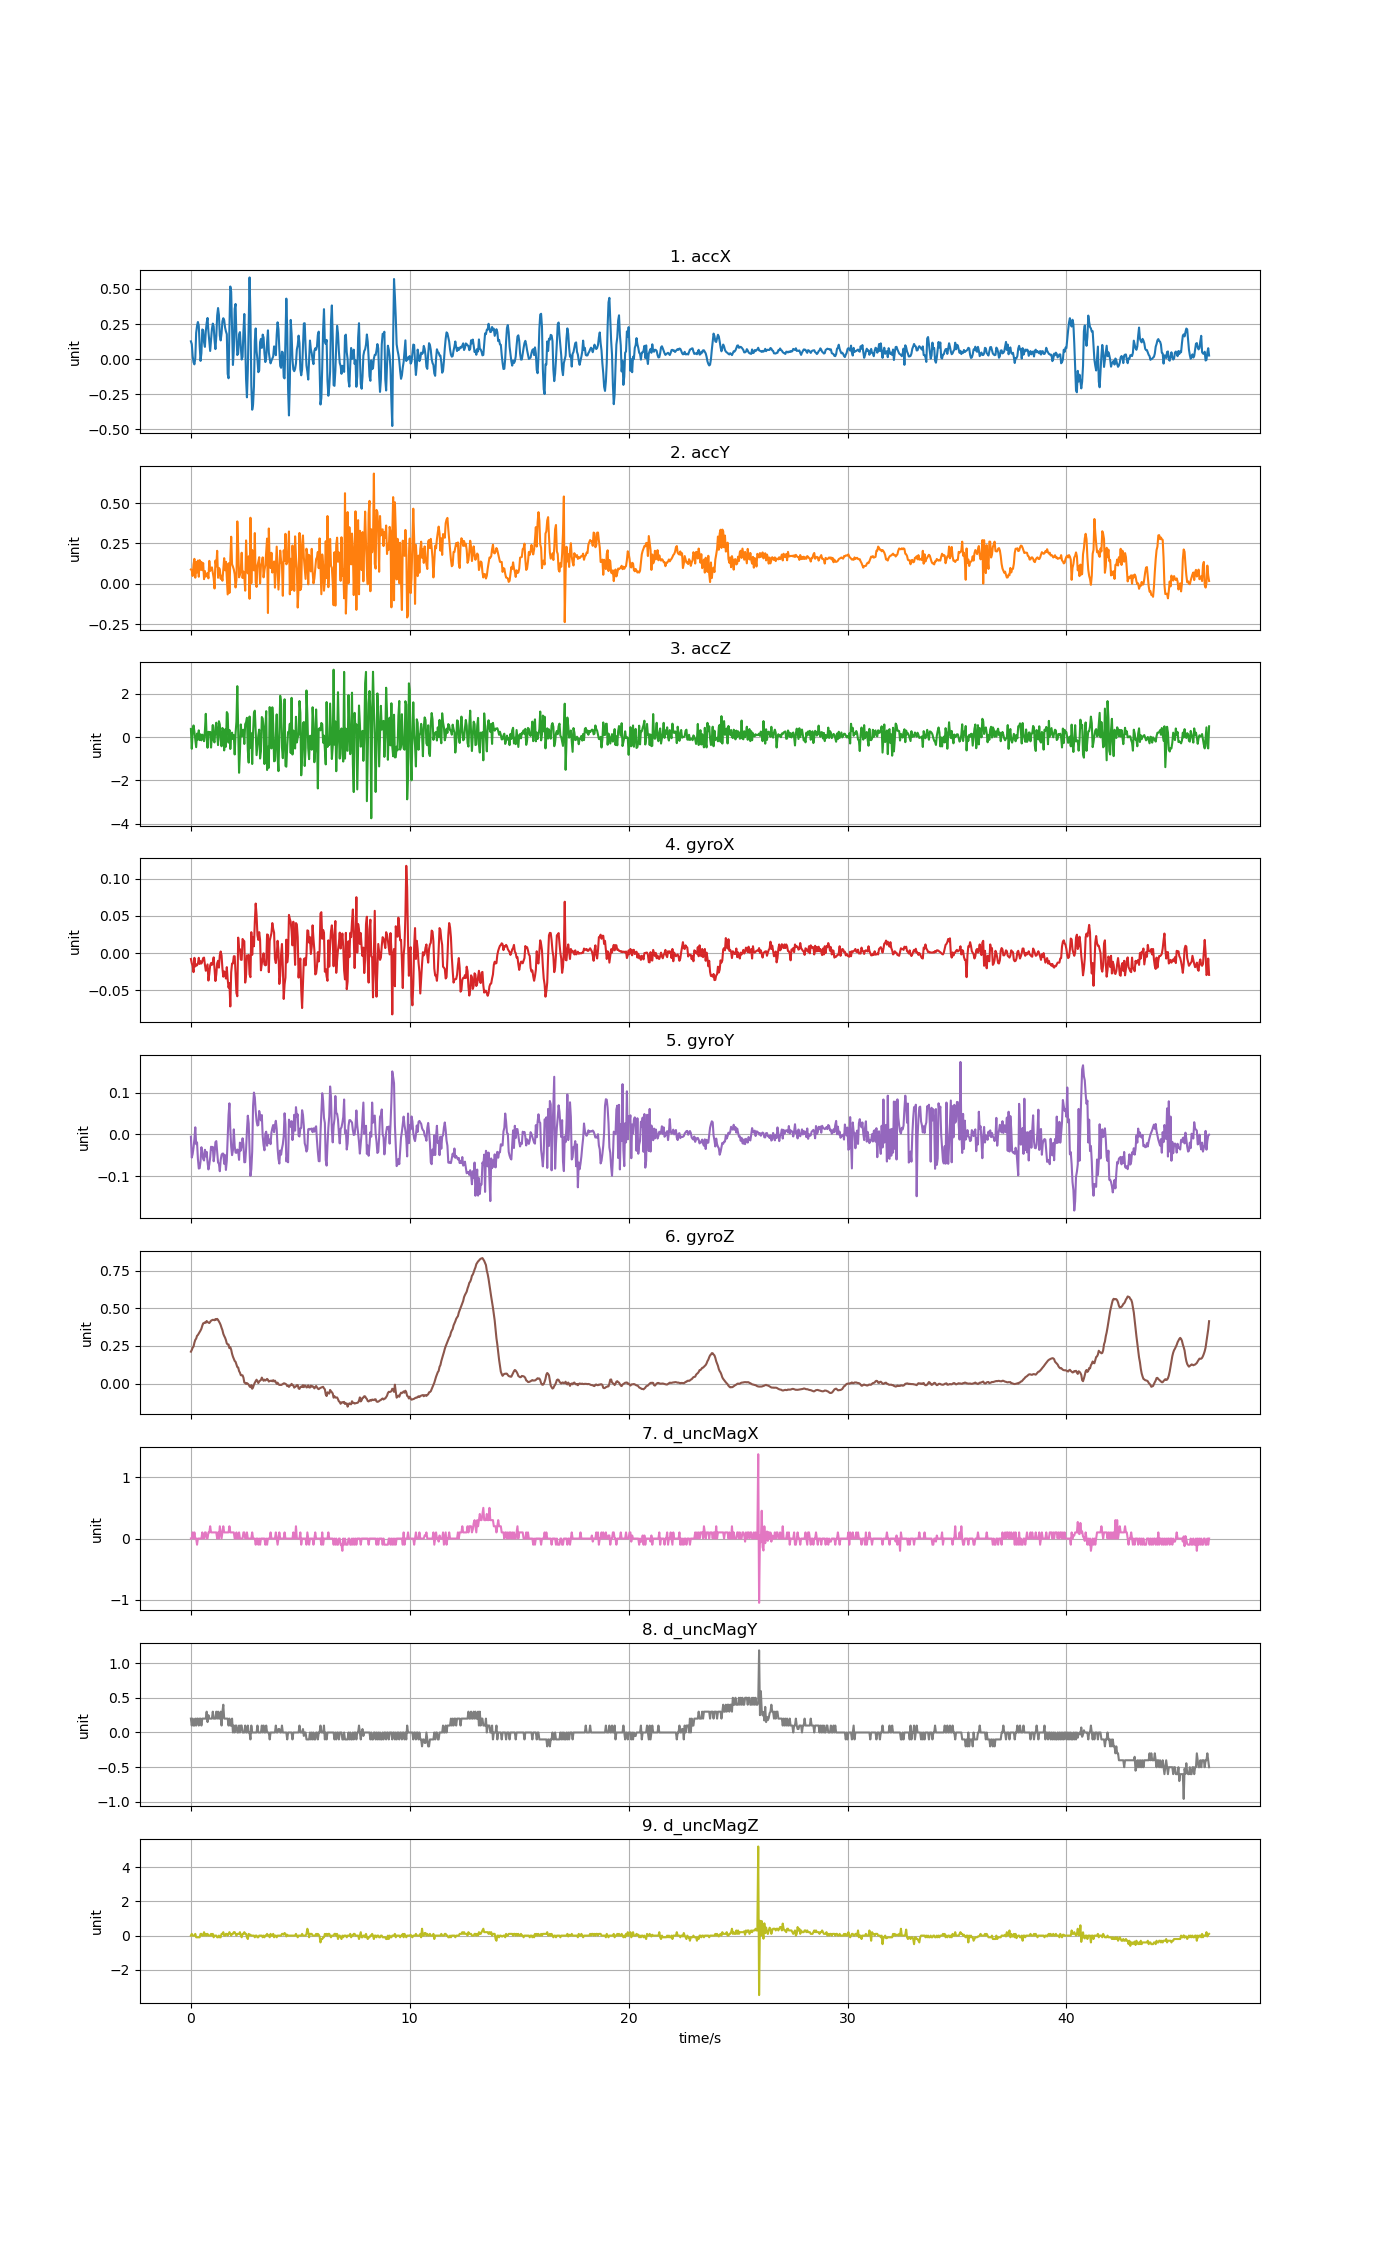 1. accX
0.50
0.25
0.00
−0.25
−0.50
unit
2. accY
0.50
0.25
0.00
−0.25
unit
3. accZ
2
0
−2
−4
unit
4. gyroX
0.10
0.05
0.00
−0.05
unit
5. gyroY
0.1
0.0
−0.1
unit
6. gyroZ
0.75
0.50
0.25
0.00
unit
7. d_uncMagX
1
0
−1
unit
8. d_uncMagY
1.0
0.5
0.0
−0.5
−1.0
unit
9. d_uncMagZ
4
2
0
−2
unit
0 10 20 30 40
time/s